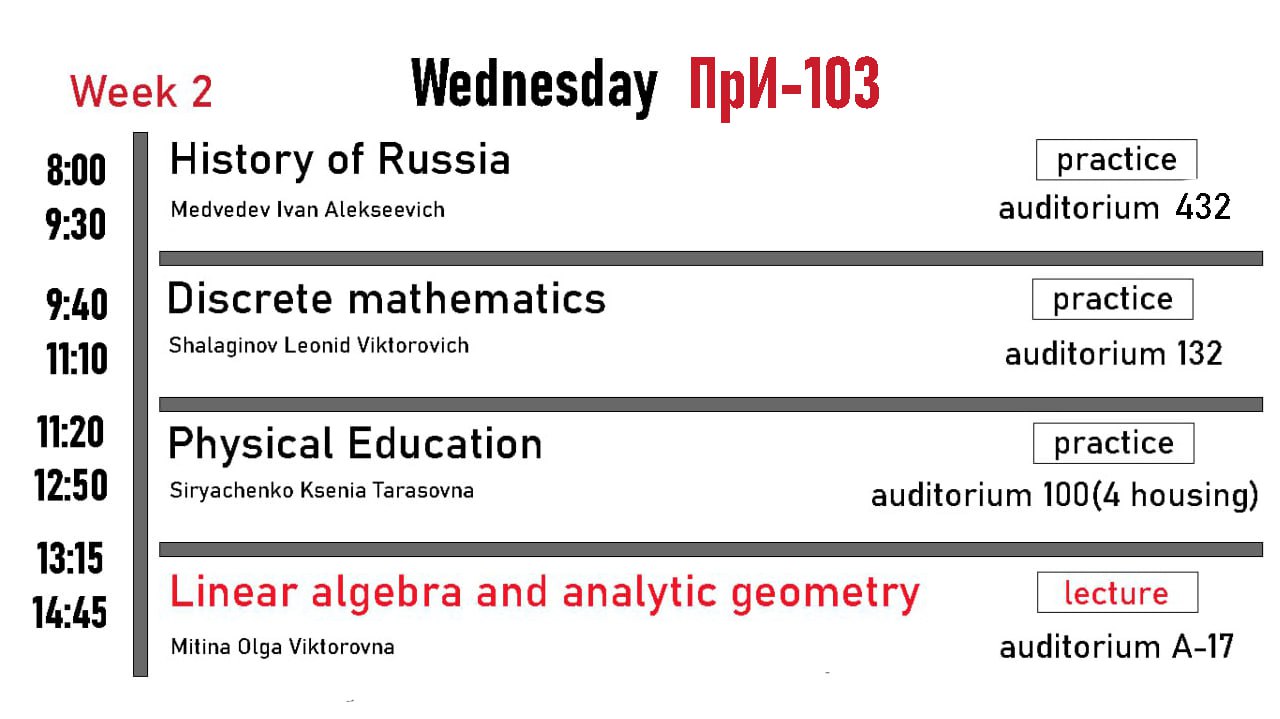 Week 2
Wednesday ПрИ-103
8:00
9:30
History of Russia
Medvedev Ivan Alekseevich
practice
auditorium 432
9:40
11:10
Discrete mathematics
Shalaginov Leonid Viktorovich
practice
auditorium 132
11:20
12:50
Physical Education
Siryachenko Ksenia Tarasovna
practice
auditorium 100(4 housing)
13:15
14:45
Linear algebra and analytic geometry
Mitina Olga Viktorovna
lecture
auditorium A-17